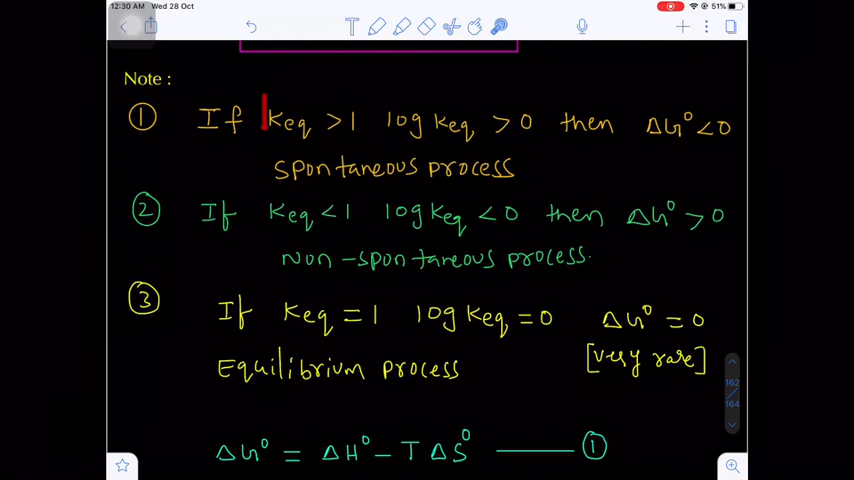 12:30 AM Wed 28 Oct
51%
Note :
① If Keq > 1 log Keq > 0 then ΔG° < 0
spontaneous process
② If Keq < 1 log Keq < 0 then ΔG° > 0
Non-spontaneous process.
③ If Keq = 1 log Keq = 0 ΔG° = 0
Equilibrium process [very rare]
162
/
164
ΔG° = ΔH° - TΔS° ——— ①